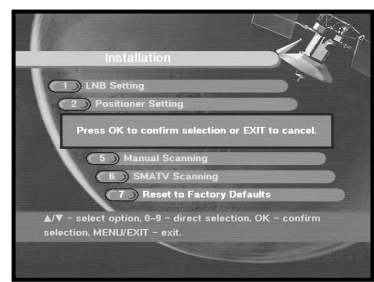 Installation
1 LNB Setting
2 Positioner Setting
Press OK to confirm selection or EXIT to cancel.
5 Manual Scanning
6 SMATV Scanning
7 Reset to Factory Defaults
▲/▼ – select option, 0–9 – direct selection, OK – confirm
selection, MENU/EXIT – exit.